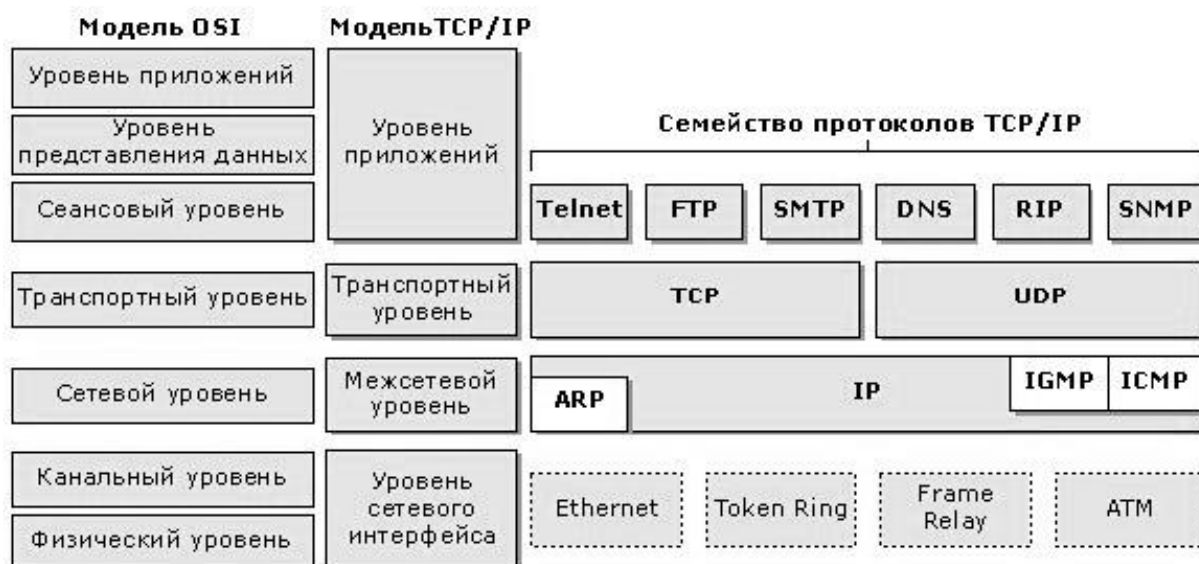 Модель OSI
МодельTCP/IP
Уровень приложений
Уровень
представления данных
Сеансовый уровень
Уровень
приложений
Семейство протоколов TCP/IP
Telnet
FTP
SMTP
DNS
RIP
SNMP
Транспортный уровень
Транспортный
уровень
TCP
UDP
Сетевой уровень
Межсетевой
уровень
ARP
IP
IGMP
ICMP
Канальный уровень
Физический уровень
Уровень
сетевого
интерфейса
Ethernet
Token Ring
Frame
Relay
ATM